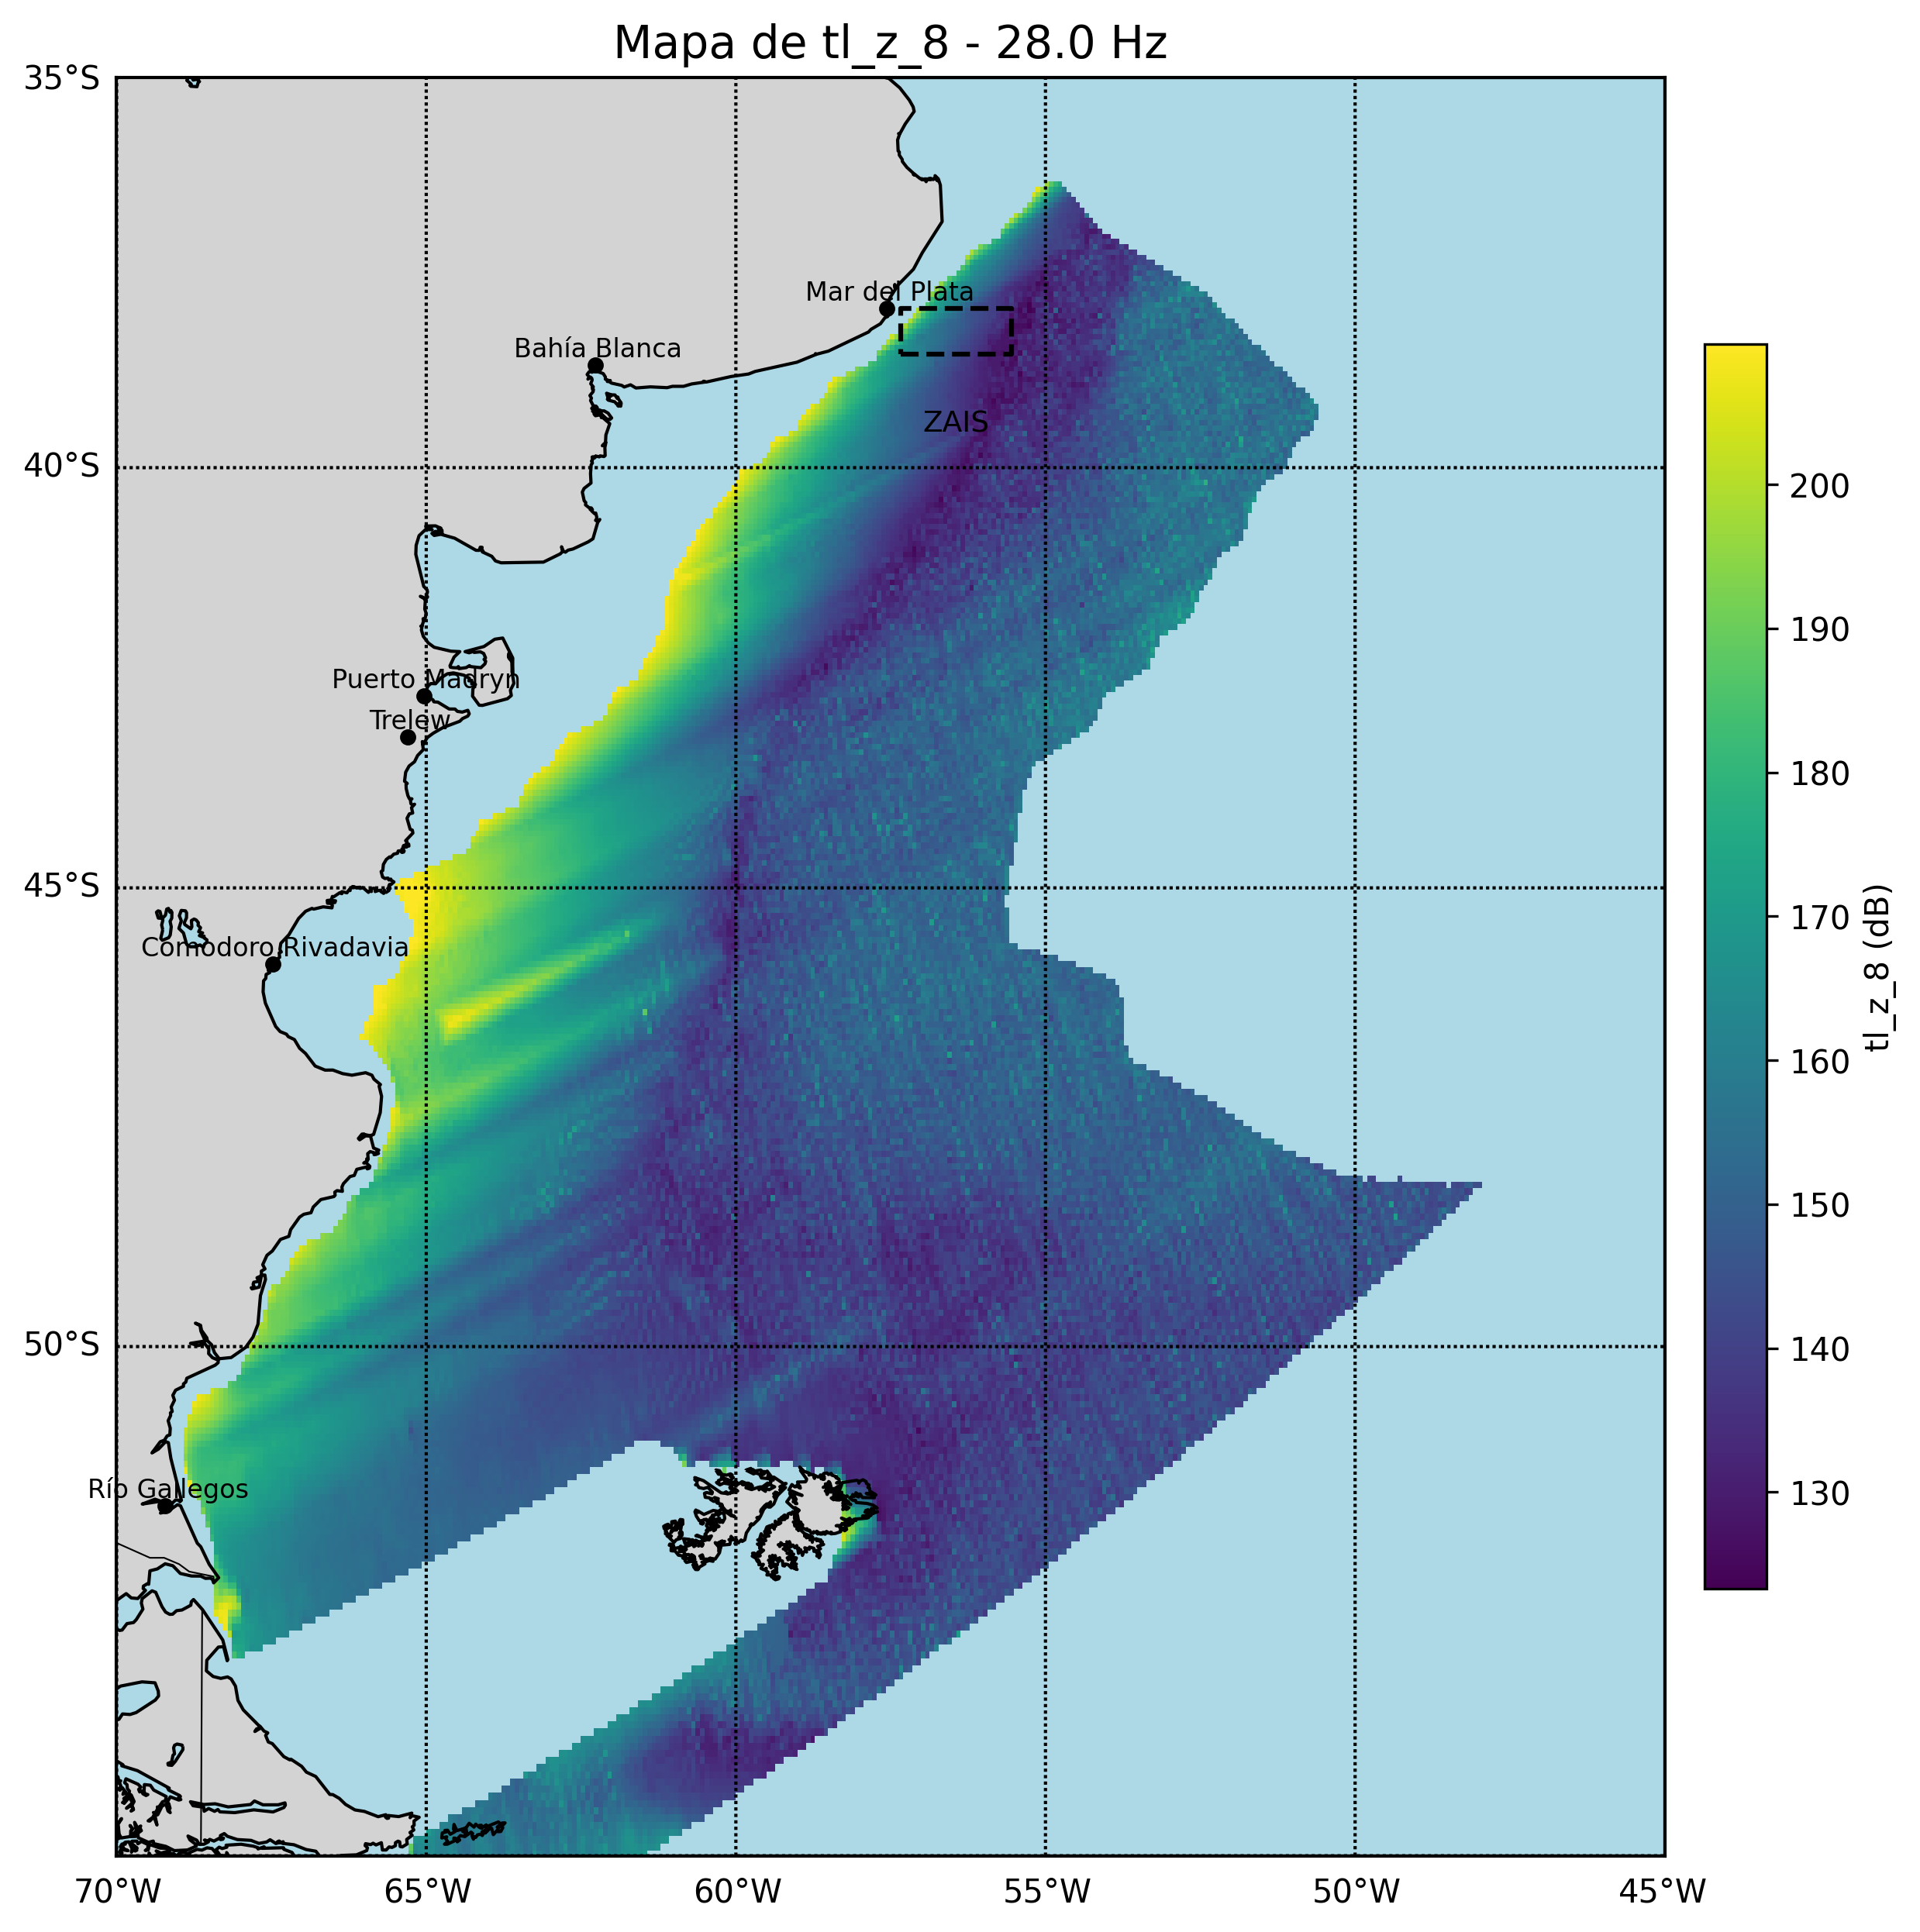 Mapa de tl_z_8 - 28.0 Hz
35°S
Mar del Plata
Bahía Blanca
ZAIS
40°S
Puerto Madryn
Trelew
45°S
Comodoro Rivadavia
50°S
Río Gallegos
70°W
65°W
60°W
55°W
50°W
45°W
200
190
180
170
160
150
140
130
tl_z_8 (dB)